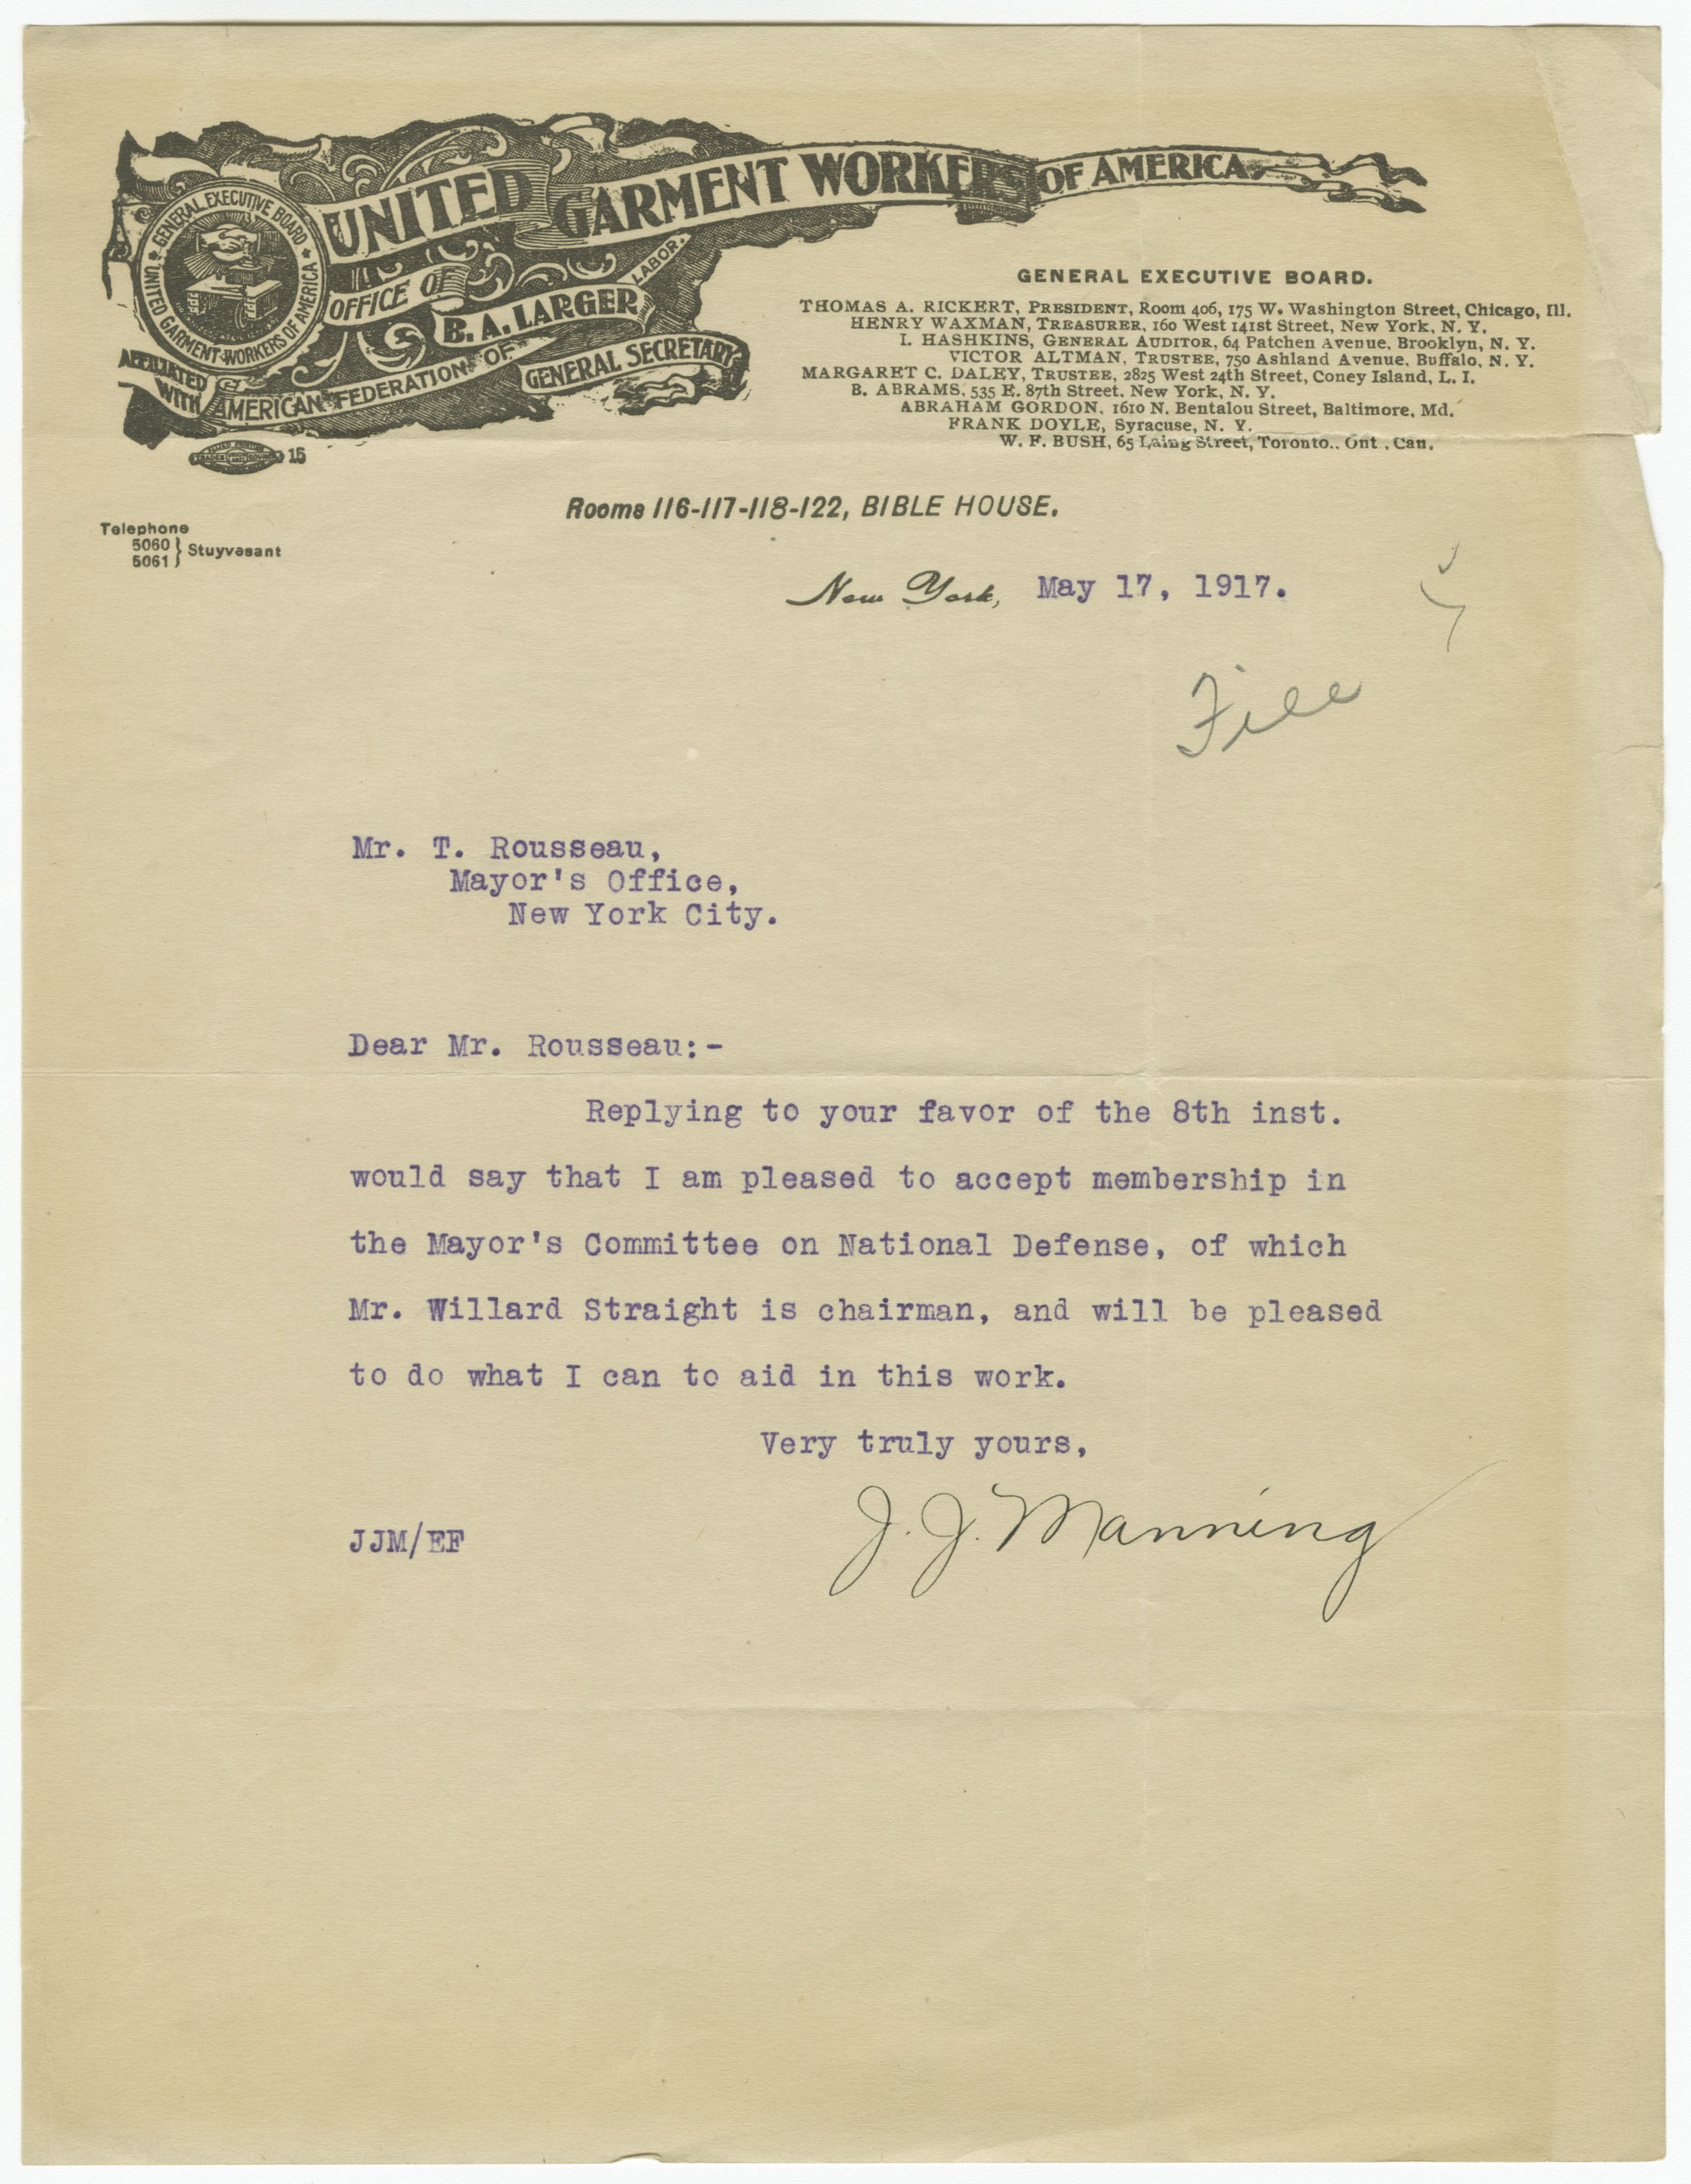 UNITED GARMENT WORKERS OF AMERICA
GENERAL EXECUTIVE BOARD
UNITED GARMENT WORKERS OF AMERICA
OFFICE OF
B. A. LARGER
GENERAL SECRETARY
AFFILIATED
WITH AMERICAN FEDERATION OF LABOR.
15
GENERAL EXECUTIVE BOARD.
THOMAS A. RICKERT, PRESIDENT, Room 406, 175 W. Washington Street, Chicago, Ill.
HENRY WAXMAN, TREASURER, 160 West 141st Street, New York, N. Y.
I. HASHKINS, GENERAL AUDITOR, 64 Patchen Avenue, Brooklyn, N. Y.
VICTOR ALTMAN, TRUSTEE, 750 Ashland Avenue, Buffalo, N. Y.
MARGARET C. DALEY, TRUSTEE, 2825 West 24th Street, Coney Island, L. I.
B. ABRAMS, 535 E. 87th Street, New York, N. Y.
ABRAHAM GORDON, 1610 N. Bentalou Street, Baltimore, Md.
FRANK DOYLE, Syracuse, N. Y.
W. F. BUSH, 65 Laing Street, Toronto.. Ont., Can.
Rooms 116-117-118-122, BIBLE HOUSE.
Telephone
5060
5061 } Stuyvesant
New York, May 17, 1917.
File
Mr. T. Rousseau,
Mayor's Office,
New York City.
Dear Mr. Rousseau:-
Replying to your favor of the 8th inst.
would say that I am pleased to accept membership in
the Mayor's Committee on National Defense, of which
Mr. Willard Straight is chairman, and will be pleased
to do what I can to aid in this work.
Very truly yours,
J. J. Manning
JJM/EF